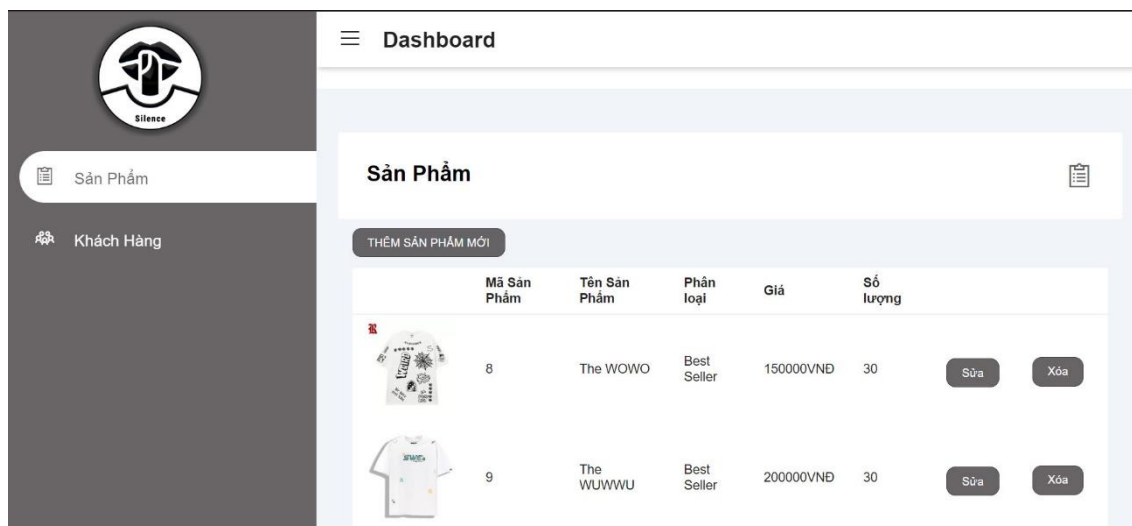 Silence
Sản Phẩm
Khách Hàng
Dashboard
Sản Phẩm
THÊM SẢN PHẨM MỚI
Mã Sản Phẩm
Tên Sản Phẩm
Phân loại
Giá
Số lượng
8
The WOWO
Best Seller
150000VNĐ
30
Sửa
Xóa
9
The WUWWU
Best Seller
200000VNĐ
30
Sửa
Xóa